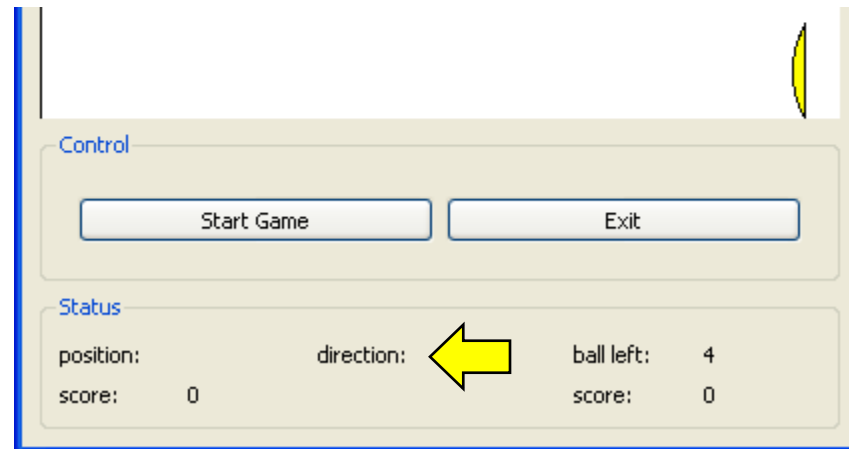 Control
Start Game Exit
Status
position: direction: ball left: 4
score: 0 score: 0